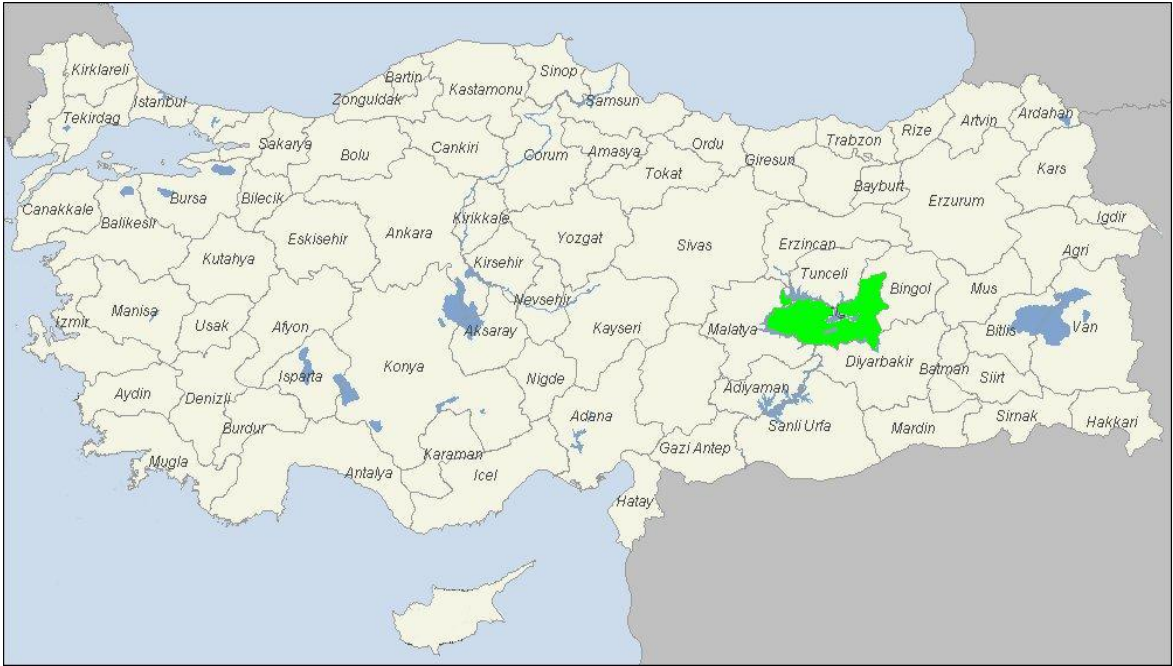 Kirklareli
Bartin
Sinop
Kastamonu
Zonguldak
Istanbul
Samsun
Tekirdag
Ardahan
Artvin
Rize
Trabzon
Ordu
Giresun
Sakarya
Bolu
Cankiri
Corum
Amasya
Tokat
Kars
Bayburt
Erzurum
Canakkale
Balikesir
Bursa
Bilecik
Eskisehir
Ankara
Kirikkale
Yozgat
Sivas
Erzincan
Igdir
Agri
Kutahya
Kirsehir
Tunceli
Bingol
Mus
Nevsehir
Manisa
Izmir
Usak
Afyon
Aksaray
Kayseri
Malatya
Bitlis
Van
Konya
Isparta
Nigde
Diyarbakir
Batman
Siirt
Aydin
Denizli
Adiyaman
Adana
Burdur
Sanli Urfa
Mardin
Sirnak
Hakkari
Mugla
Antalya
Karaman
Icel
Gazi Antep
Hatay